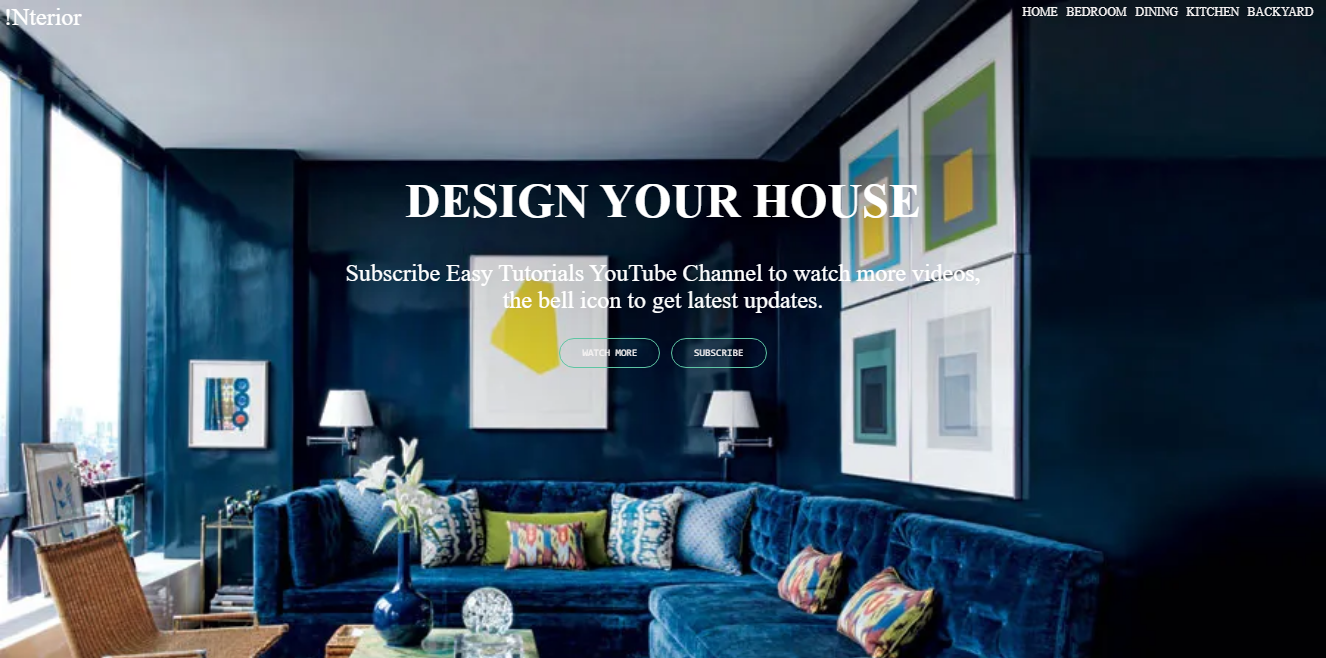 !Nterior
HOME BEDROOM DINING KITCHEN BACKYARD
DESIGN YOUR HOUSE
Subscribe Easy Tutorials YouTube Channel to watch more videos,
the bell icon to get latest updates.
WATCH MORE
SUBSCRIBE